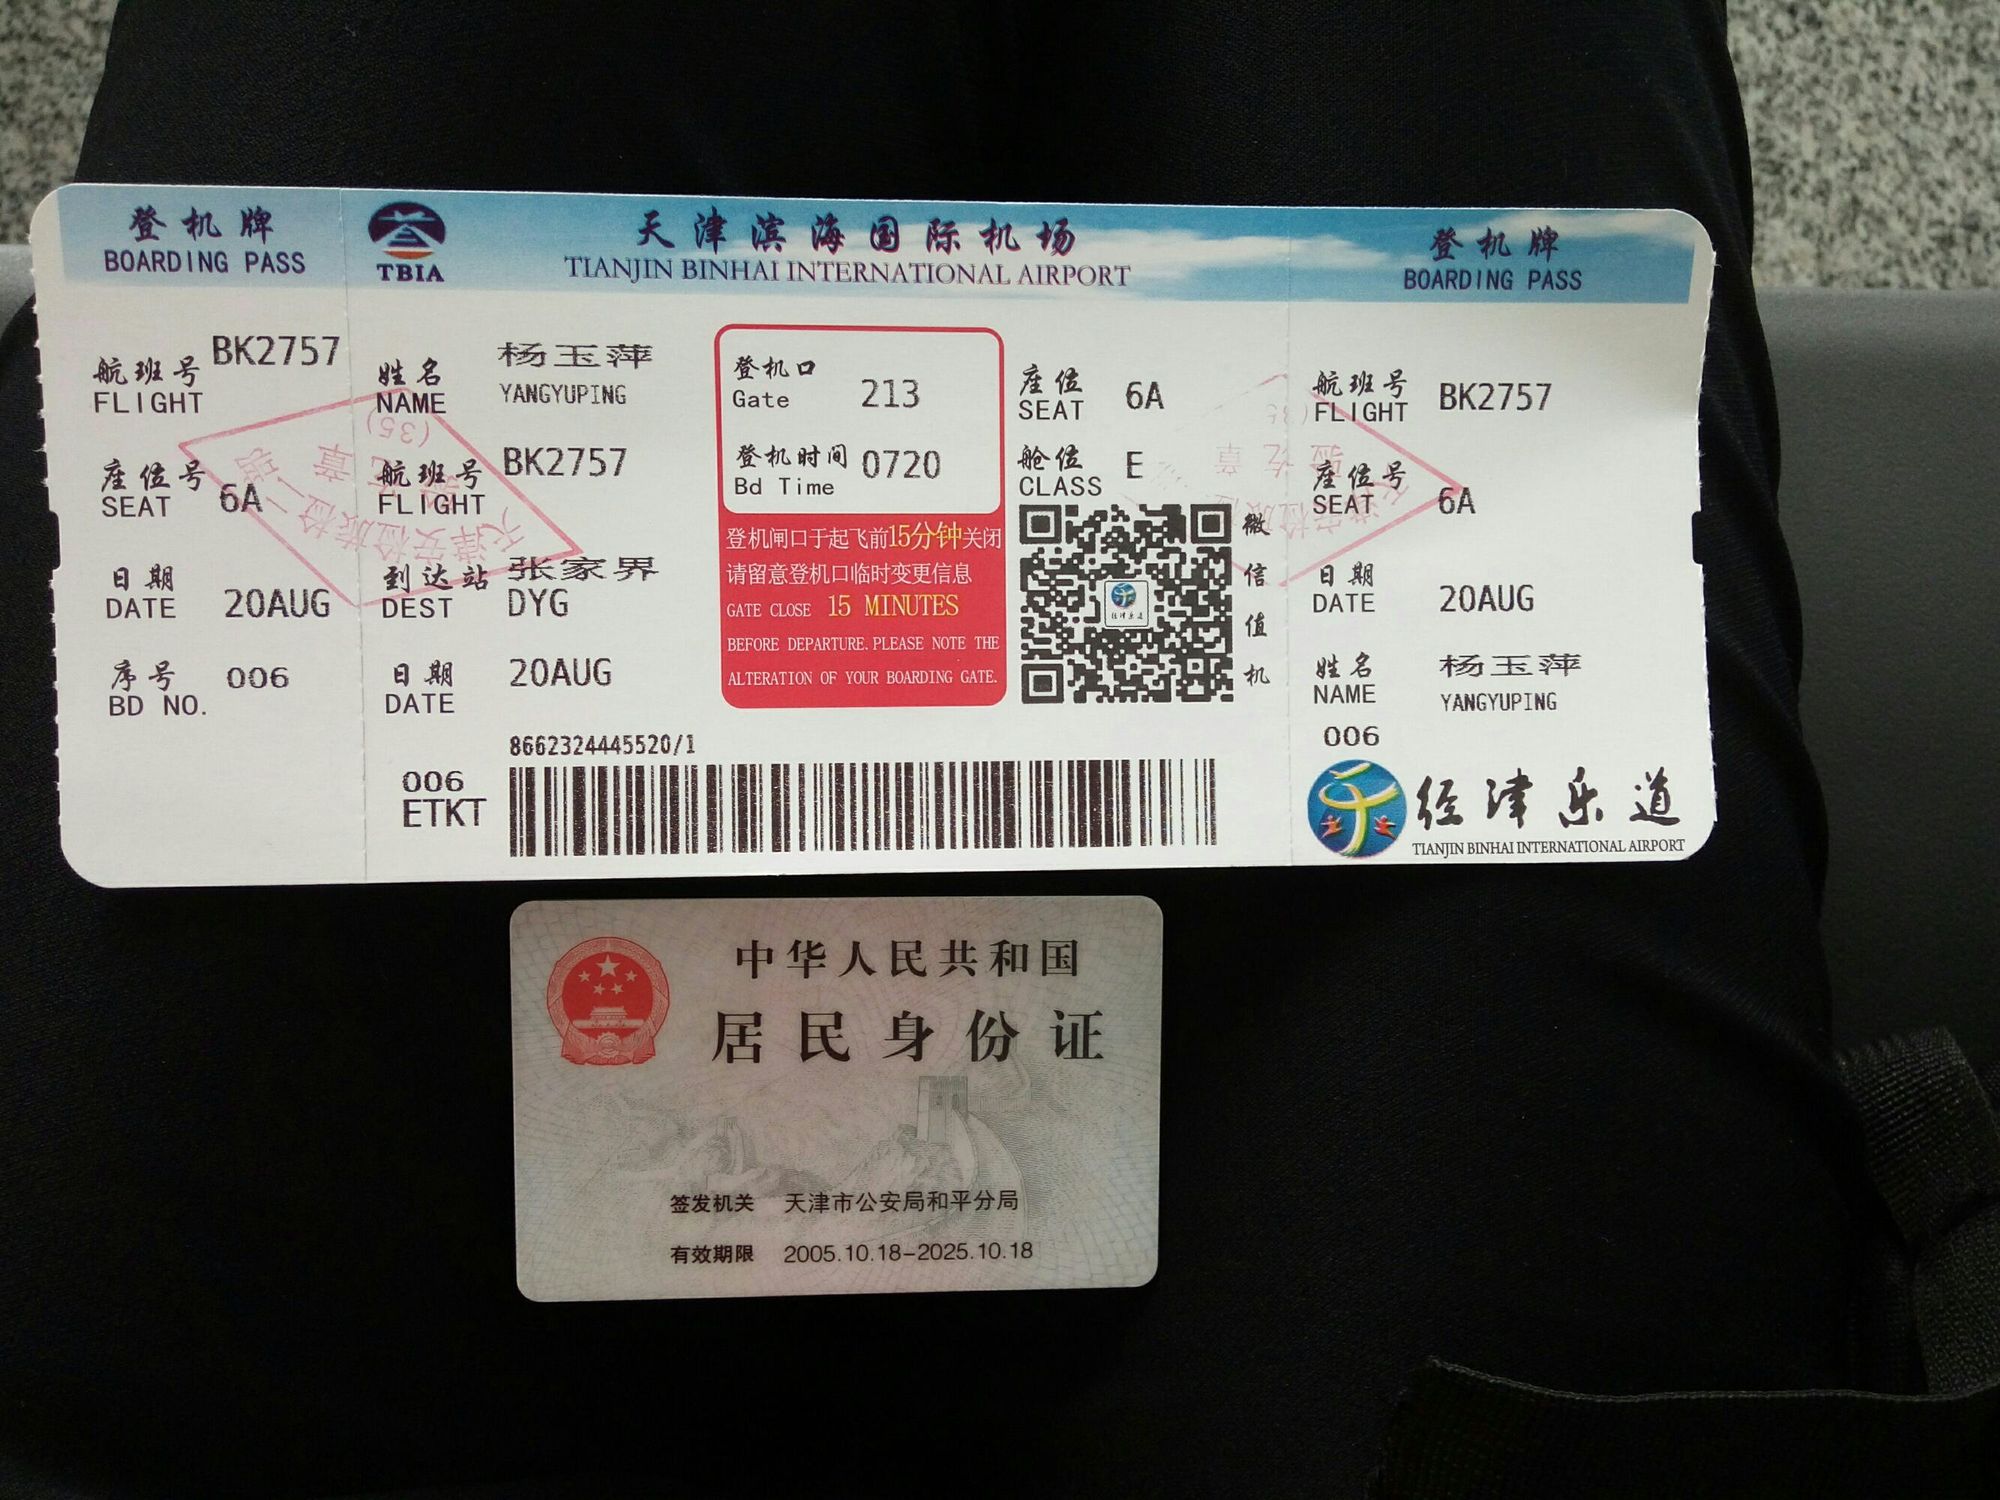 登机牌
BOARDING PASS
航班号 BK2757
FLIGHT
座位号 6A
SEAT
日期
DATE 20AUG
序号 006
BD NO.
TBIA
天津滨海国际机场
TIANJIN BINHAI INTERNATIONAL AIRPORT
姓名 杨玉萍
NAME YANGYUPING
航班号 BK2757
FLIGHT
到达站 张家界
DEST DYG
日期 20AUG
DATE
8662324445520/1
006
ETKT
登机口 213
Gate
登机时间 0720
Bd Time
登机闸口于起飞前15分钟关闭
请留意登机口临时变更信息
GATE CLOSE 15 MINUTES
BEFORE DEPARTURE.PLEASE NOTE THE
ALTERATION OF YOUR BOARDING GATE.
座位 6A
SEAT
舱位 E
CLASS
微信值机
经津乐道
登机牌
BOARDING PASS
航班号 BK2757
FLIGHT
座位号 6A
SEAT
日期 20AUG
DATE
姓名 杨玉萍
NAME YANGYUPING
006
经津乐道
TIANJIN BINHAI INTERNATIONAL AIRPORT
(35)
中华人民共和国
居民身份证
签发机关 天津市公安局和平分局
有效期限 2005.10.18-2025.10.18